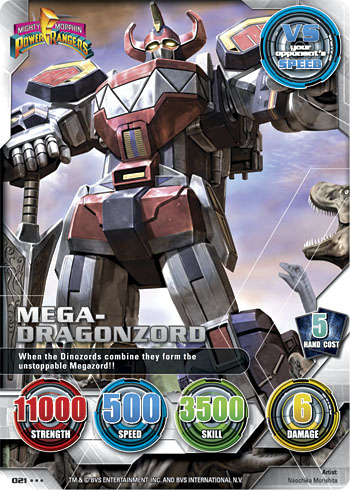 MIGHTY MORPHIN
POWER RANGERS
VS
your
opponent's
SPEED
MEGA-
DRAGONZORD
5
HAND COST
When the Dinozords combine they form the
unstoppable Megazord!!
11000
STRENGTH
500
SPEED
3500
SKILL
6
DAMAGE
021 ●●●
TM & © BVS ENTERTAINMENT, INC. AND BVS INTERNATIONAL N.V.
Artist:
Naochika Morishita